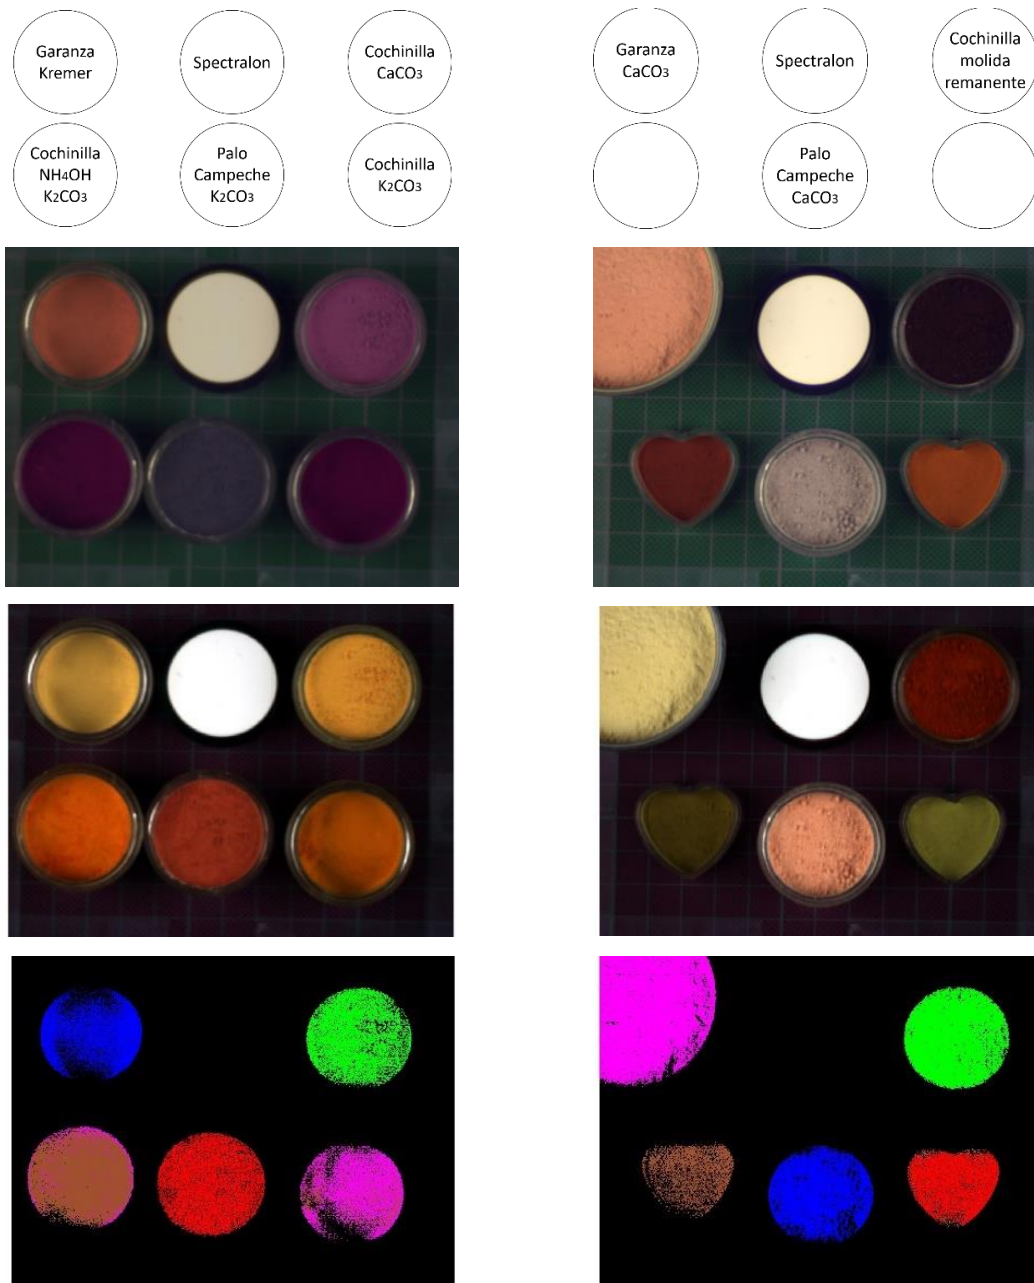 Garanza
Kremer
Spectralon
Cochinilla
CaCO₃
Cochinilla
NH₄OH
K₂CO₃
Palo
Campeche
K₂CO₃
Cochinilla
K₂CO₃
Garanza
CaCO₃
Spectralon
Cochinilla
molida
remanente
Palo
Campeche
CaCO₃